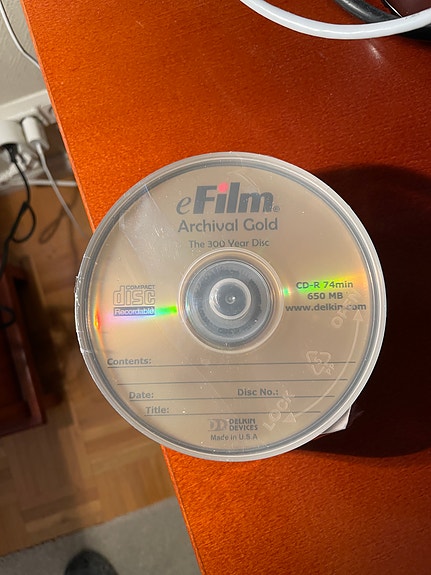 eFilm®
Archival Gold
The 300 Year Disc
COMPACT
disc
Recordable
CD-R 74min
650 MB
www.delkin.com
Contents:
Date: Disc No.:
Title:
DELKIN
DEVICES
Made in U.S.A
LOCK